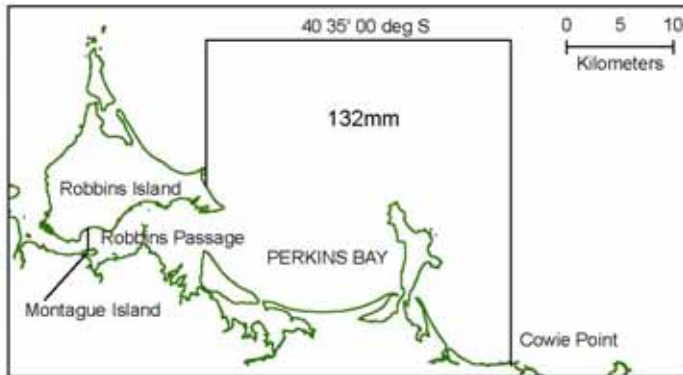 40 35' 00 deg S
0 5 10
Kilometers
132mm
Robbins Island
Robbins Passage
PERKINS BAY
Montague Island
Cowie Point